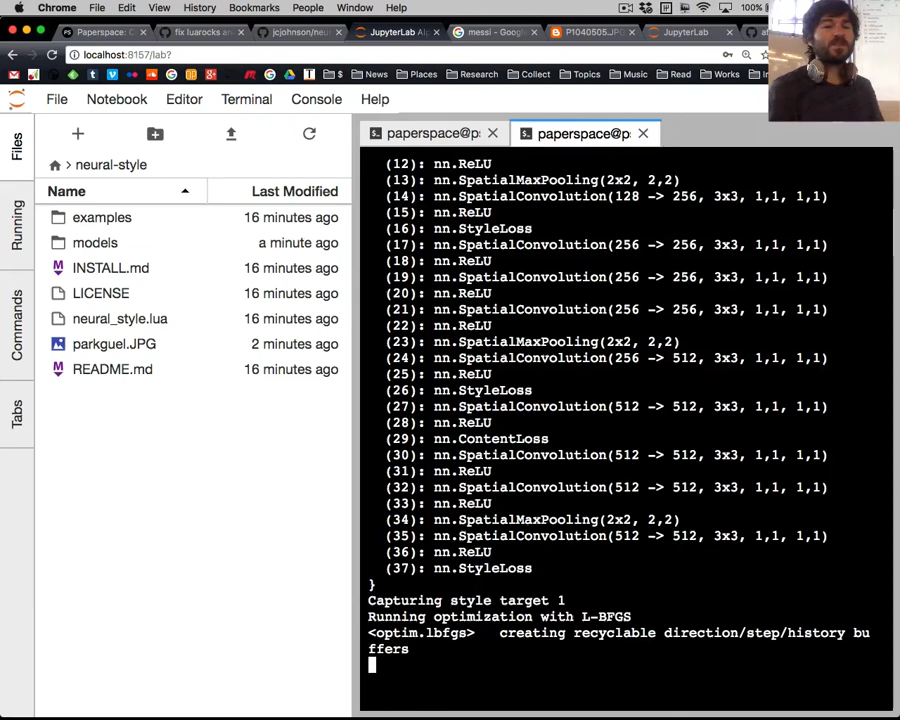 Chrome File Edit View History Bookmarks People Window Help 100%
Paperspace: C
fix luarocks an
jcjohnson/neu
JupyterLab Al
messi - Google
P1040505.JPG
JupyterLab
localhost:8157/lab?
$ News Places Research Collect Topics Music Read Works
File Notebook Editor Terminal Console Help
Files
Running
Commands
Tabs
neural-style
Name Last Modified
examples 16 minutes ago
models a minute ago
INSTALL.md 16 minutes ago
LICENSE 16 minutes ago
neural_style.lua 16 minutes ago
parkguel.JPG 2 minutes ago
README.md 16 minutes ago
paperspace@p
paperspace@p
(12): nn.ReLU
(13): nn.SpatialMaxPooling(2x2, 2,2)
(14): nn.SpatialConvolution(128 -> 256, 3x3, 1,1, 1,1)
(15): nn.ReLU
(16): nn.StyleLoss
(17): nn.SpatialConvolution(256 -> 256, 3x3, 1,1, 1,1)
(18): nn.ReLU
(19): nn.SpatialConvolution(256 -> 256, 3x3, 1,1, 1,1)
(20): nn.ReLU
(21): nn.SpatialConvolution(256 -> 256, 3x3, 1,1, 1,1)
(22): nn.ReLU
(23): nn.SpatialMaxPooling(2x2, 2,2)
(24): nn.SpatialConvolution(256 -> 512, 3x3, 1,1, 1,1)
(25): nn.ReLU
(26): nn.StyleLoss
(27): nn.SpatialConvolution(512 -> 512, 3x3, 1,1, 1,1)
(28): nn.ReLU
(29): nn.ContentLoss
(30): nn.SpatialConvolution(512 -> 512, 3x3, 1,1, 1,1)
(31): nn.ReLU
(32): nn.SpatialConvolution(512 -> 512, 3x3, 1,1, 1,1)
(33): nn.ReLU
(34): nn.SpatialMaxPooling(2x2, 2,2)
(35): nn.SpatialConvolution(512 -> 512, 3x3, 1,1, 1,1)
(36): nn.ReLU
(37): nn.StyleLoss
}
Capturing style target 1
Running optimization with L-BFGS
<optim.lbfgs> creating recyclable direction/step/history bu
ffers